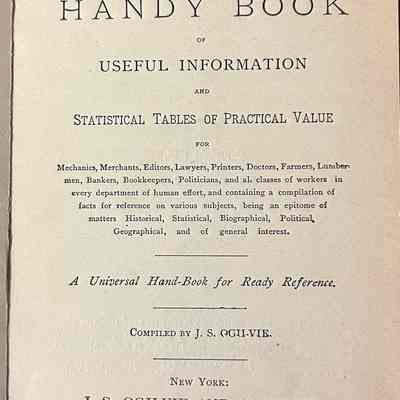 HANDY BOOK
OF
USEFUL INFORMATION
AND
STATISTICAL TABLES OF PRACTICAL VALUE
FOR
Mechanics, Merchants, Editors, Lawyers, Printers, Doctors, Farmers, Lumber-
men, Bankers, Bookkeepers, Politicians, and all classes of workers in
every department of human effort, and containing a compilation of
facts for reference on various subjects, being an epitome of
matters Historical, Statistical, Biographical, Political,
Geographical, and of general interest.
A Universal Hand-Book for Ready Reference.
COMPILED BY J. S. OGILVIE.
NEW YORK:
J. S. OGILVIE AND